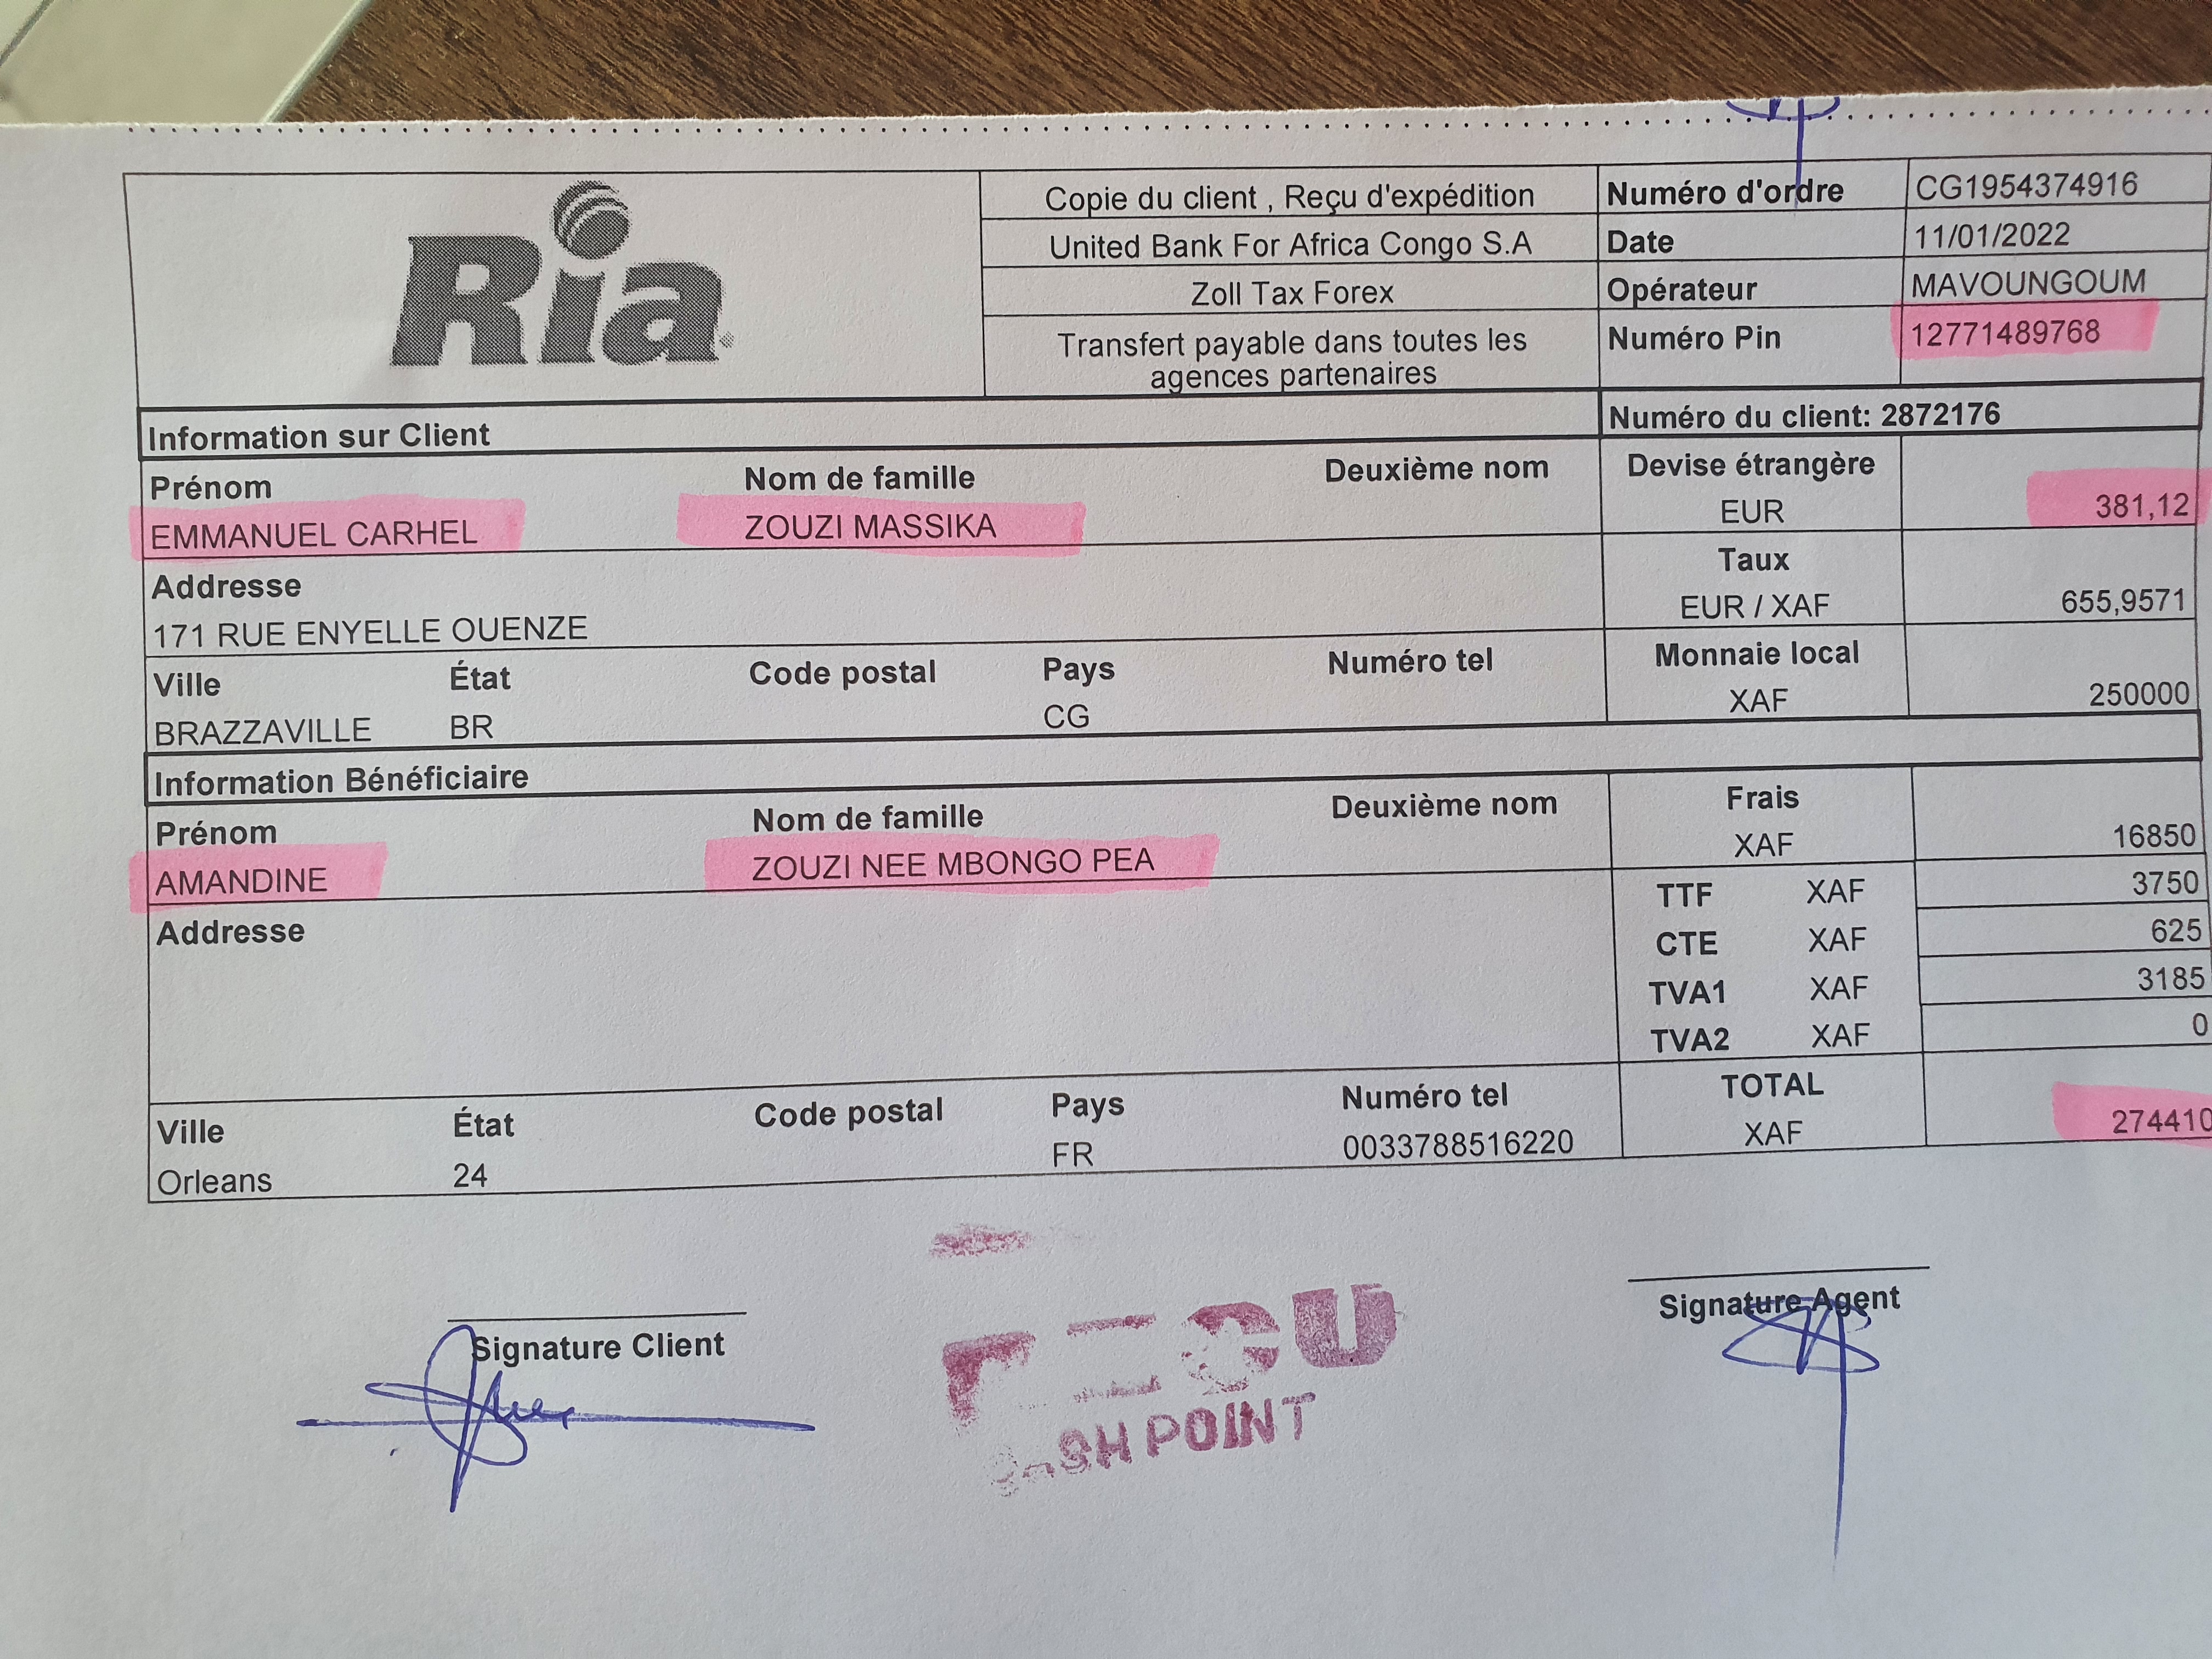 Ria
Copie du client , Reçu d'expédition
United Bank For Africa Congo S.A
Zoll Tax Forex
Transfert payable dans toutes les
agences partenaires
Numéro d'ordre CG1954374916
Date 11/01/2022
Opérateur MAVOUNGOUM
Numéro Pin 12771489768
Information sur Client
Numéro du client: 2872176
Prénom Nom de famille Deuxième nom
EMMANUEL CARHEL ZOUZI MASSIKA
Devise étrangère
EUR 381,12
Addresse
171 RUE ENYELLE OUENZE
Taux
EUR / XAF 655,9571
Ville État Code postal Pays Numéro tel
BRAZZAVILLE BR CG
Monnaie local
XAF 250000
Information Bénéficiaire
Prénom Nom de famille Deuxième nom
AMANDINE ZOUZI NEE MBONGO PEA
Frais
XAF 16850
Addresse
TTF XAF 3750
CTE XAF 625
TVA1 XAF 3185
TVA2 XAF 0
Ville État Code postal Pays Numéro tel
Orleans 24 FR 0033788516220
TOTAL
XAF 274410
Signature Client
Signature Agent
POINT